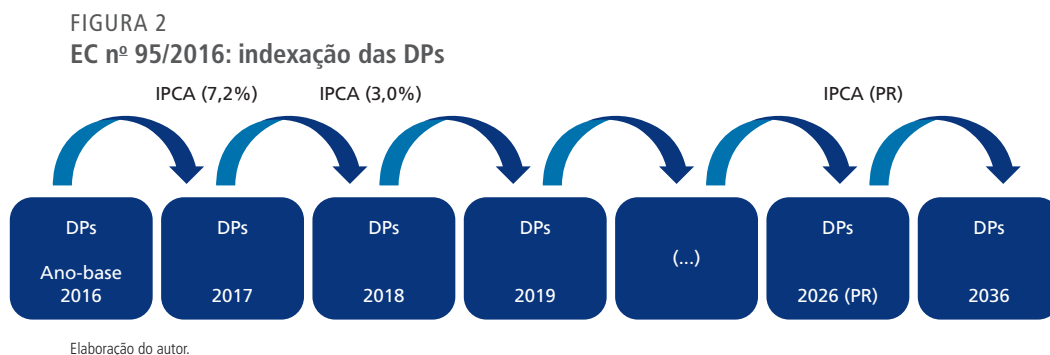 FIGURA 2
EC nº 95/2016: indexação das DPs
IPCA (7,2%)
IPCA (3,0%)
IPCA (PR)
DPs
Ano-base
2016
DPs
2017
DPs
2018
DPs
2019
(...)
DPs
2026 (PR)
DPs
2036
Elaboração do autor.